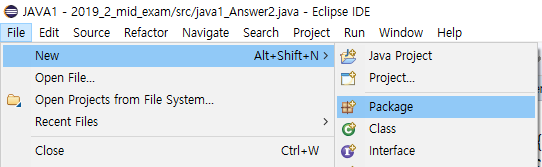 JAVA1 - 2019_2_mid_exam/src/java1_Answer2.java - Eclipse IDE
File Edit Source Refactor Navigate Search Project Run Window Help
New Alt+Shift+N >
Open File...
Open Projects from File System...
Recent Files >
Close Ctrl+W
Java Project
Project...
Package
Class
Interface